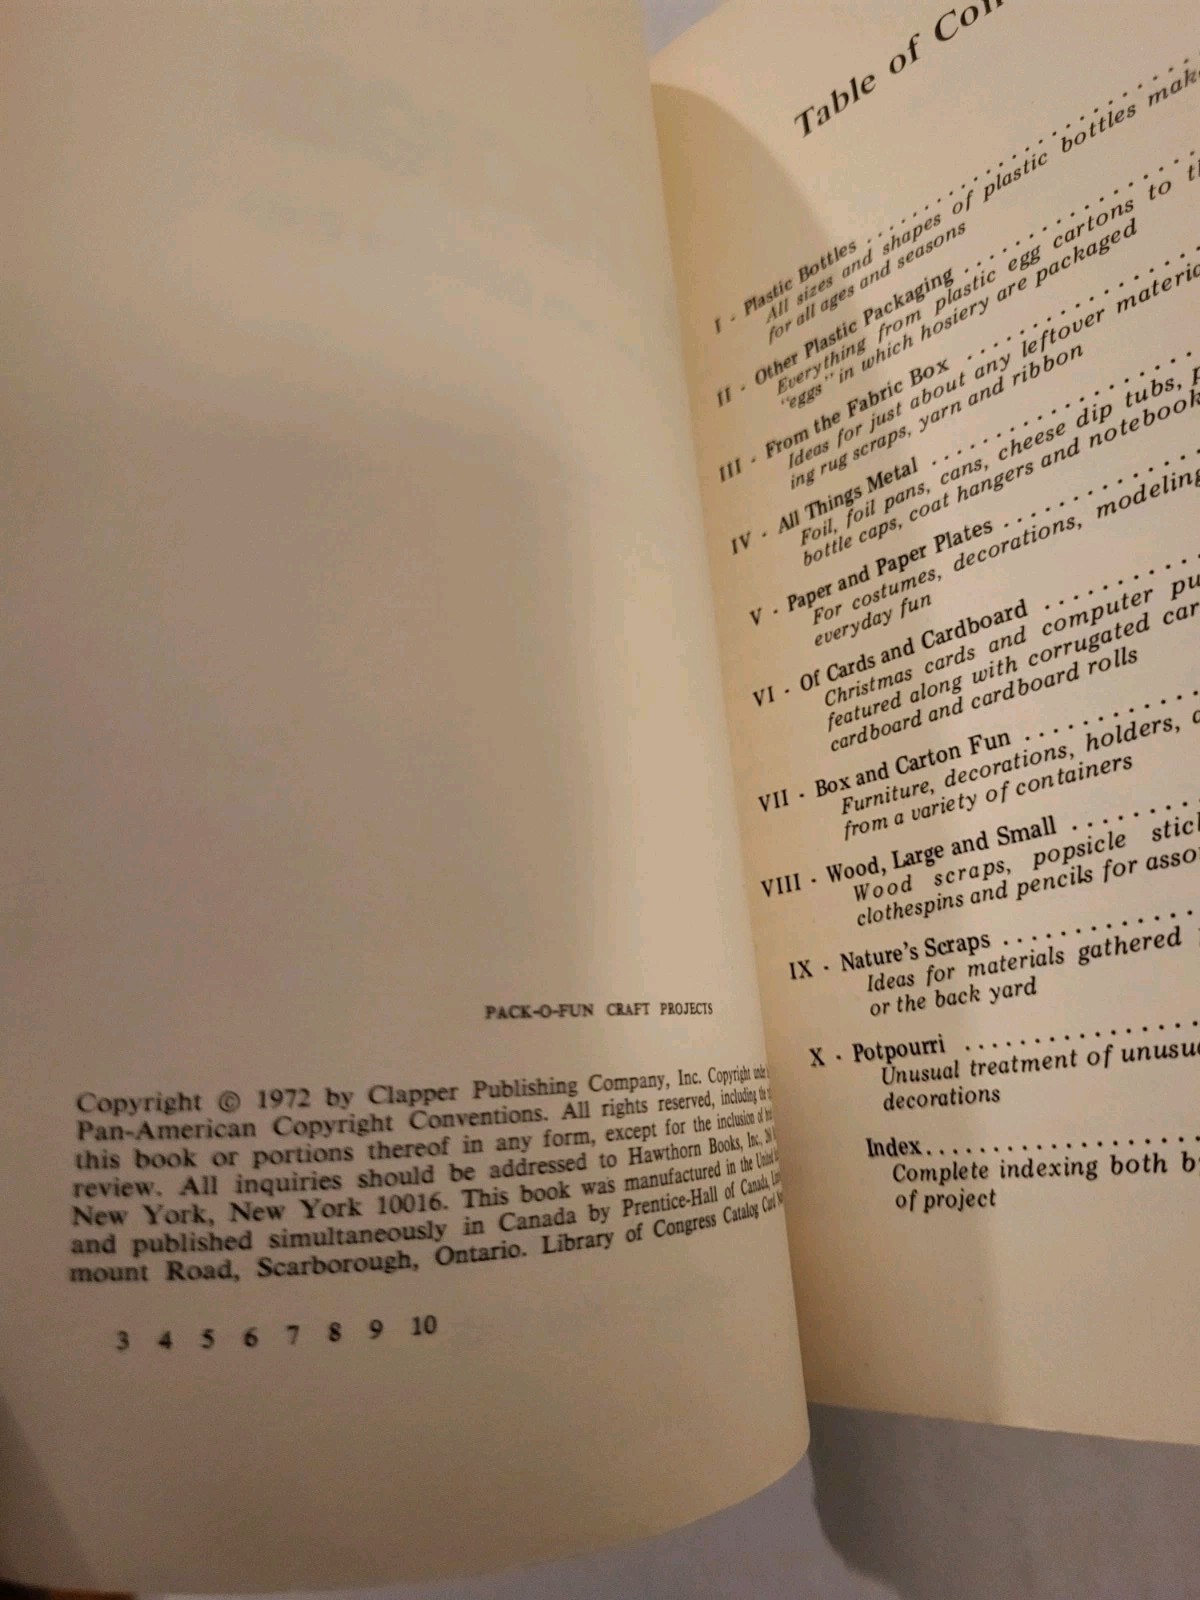 PACK-O-FUN CRAFT PROJECTS
Copyright © 1972 by Clapper Publishing Company, Inc. Copyright under
Pan-American Copyright Conventions. All rights reserved, including the
this book or portions thereof in any form, except for the inclusion of
review. All inquiries should be addressed to Hawthorn Books, Inc.,
New York, New York 10016. This book was manufactured in the United
and published simultaneously in Canada by Prentice-Hall of Canada,
mount Road, Scarborough, Ontario. Library of Congress Catalog Card
3 4 5 6 7 8 9 10
Table of Con
I · Plastic Bottles . . . . . . . . . . . . . . . . . . . .
All sizes and shapes of plastic bottles make
for all ages and seasons
II · Other Plastic Packaging . . . . . . . . . . . . . .
Everything from plastic egg cartons to
"eggs" in which hosiery are packaged
III · From the Fabric Box . . . . . . . . . . . . . . .
Ideas for just about any leftover
ing rug scraps, yarn and ribbon
IV · All Things Metal . . . . . . . . . . . . . . . . .
Foil, foil pans, cans, cheese dip tubs,
bottle caps, coat hangers and notebook
V · Paper and Paper Plates . . . . . . . . . . . . .
For costumes, decorations, modeling
everyday fun
VI · Of Cards and Cardboard . . . . . . . . . . .
Christmas cards and computer
featured along with corrugated
cardboard and cardboard rolls
VII · Box and Carton Fun . . . . . . . . . . . .
Furniture, decorations, holders,
from a variety of containers
VIII · Wood, Large and Small . . . . . . . . .
Wood scraps, popsicle
clothespins and pencils for
IX · Nature's Scraps . . . . . . . . . . . . .
Ideas for materials gathered
or the back yard
X · Potpourri . . . . . . . . . . . . . . . .
Unusual treatment of
decorations
Index. . . . . . . . . . . . . . . . . .
Complete indexing both
of project